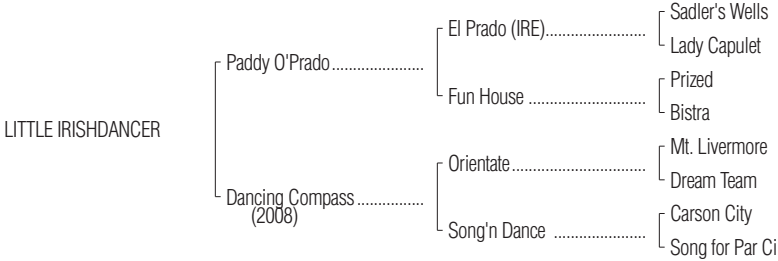 Sadler's Wells
El Prado (IRE)
Lady Capulet
Paddy O'Prado
Prized
Fun House
Bistra
LITTLE IRISHDANCER
Mt. Livermore
Orientate
Dream Team
Dancing Compass
(2008)
Carson City
Song'n Dance
Song for Par